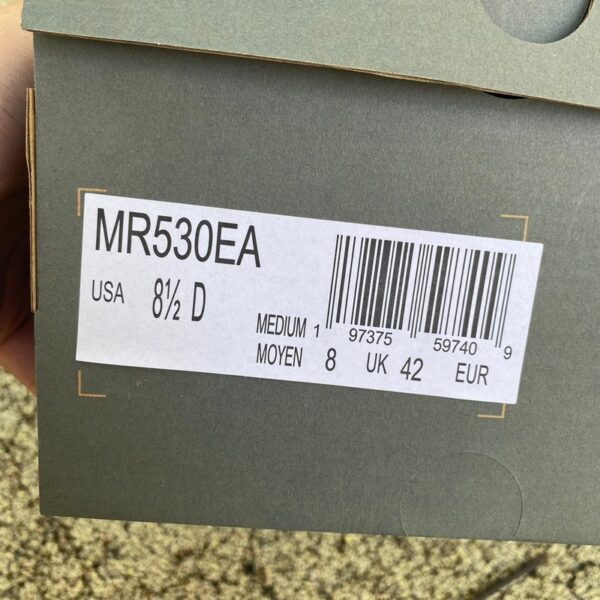 MR530EA
USA 8½ D
MEDIUM
MOYEN 8 UK 42 EUR
1 97375 59740 9